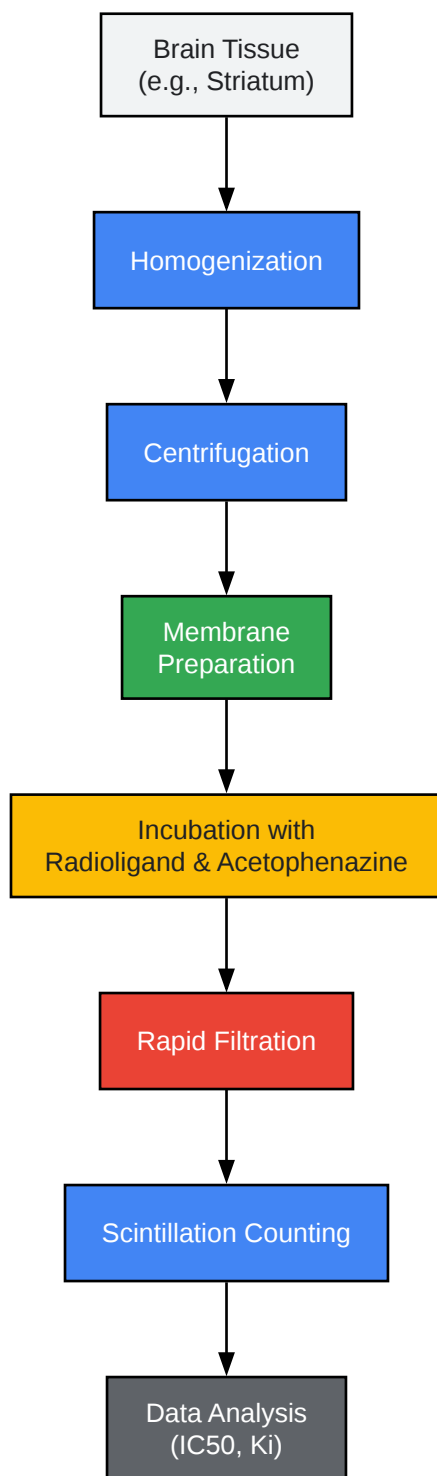 Brain Tissue
(e.g., Striatum)
Homogenization
Centrifugation
Membrane
Preparation
Incubation with
Radioligand & Acetophenazine
Rapid Filtration
Scintillation Counting
Data Analysis
(IC50, Ki)